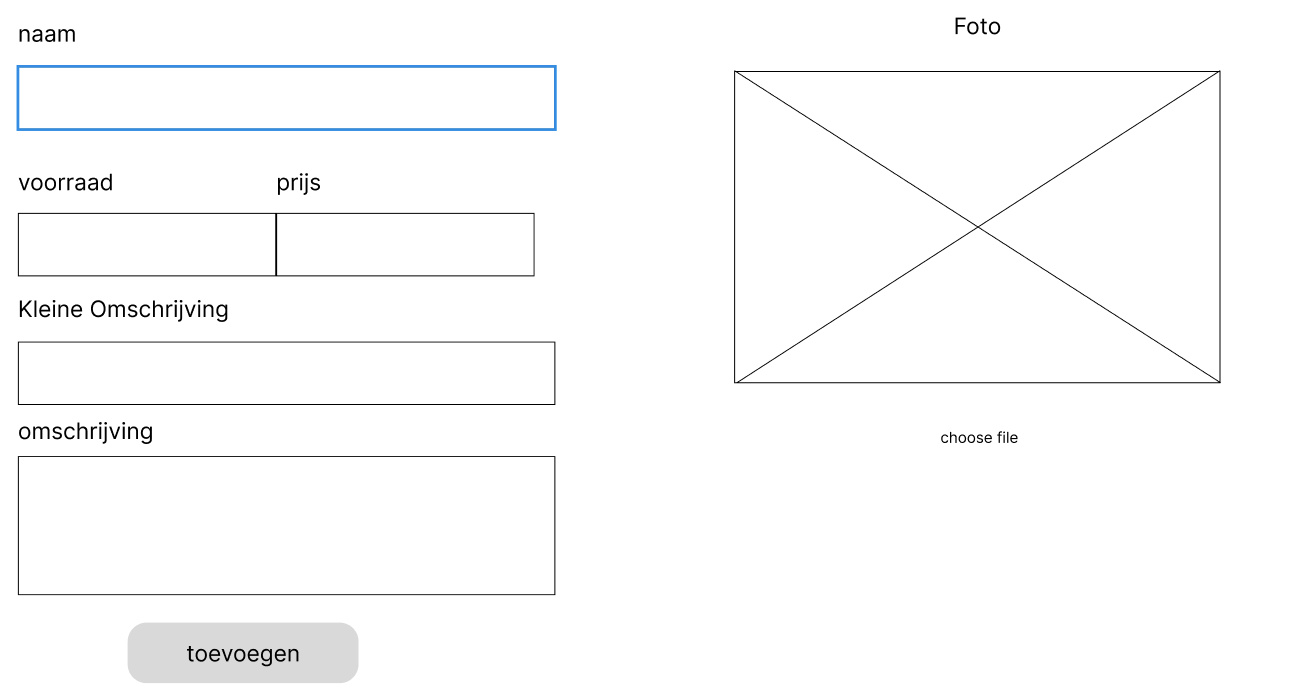 naam
voorraad prijs
Kleine Omschrijving
omschrijving
toevoegen
Foto
choose file